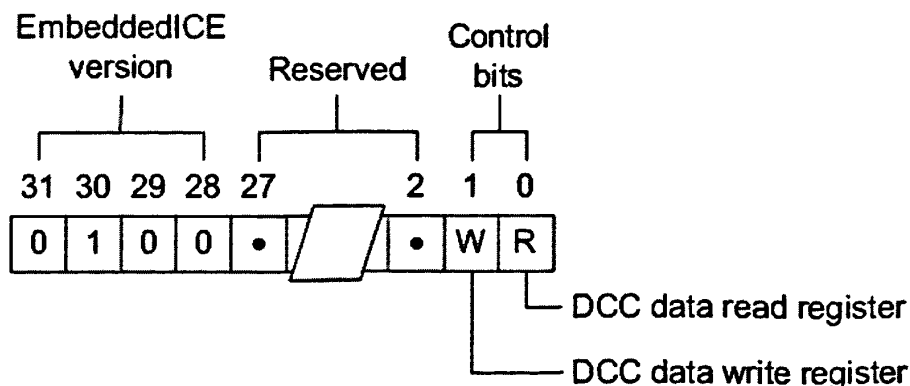 EmbeddedICE
version
Reserved
Control
bits
31 30 29 28 27 2 1 0
0 1 0 0 • • W R
DCC data read register
DCC data write register